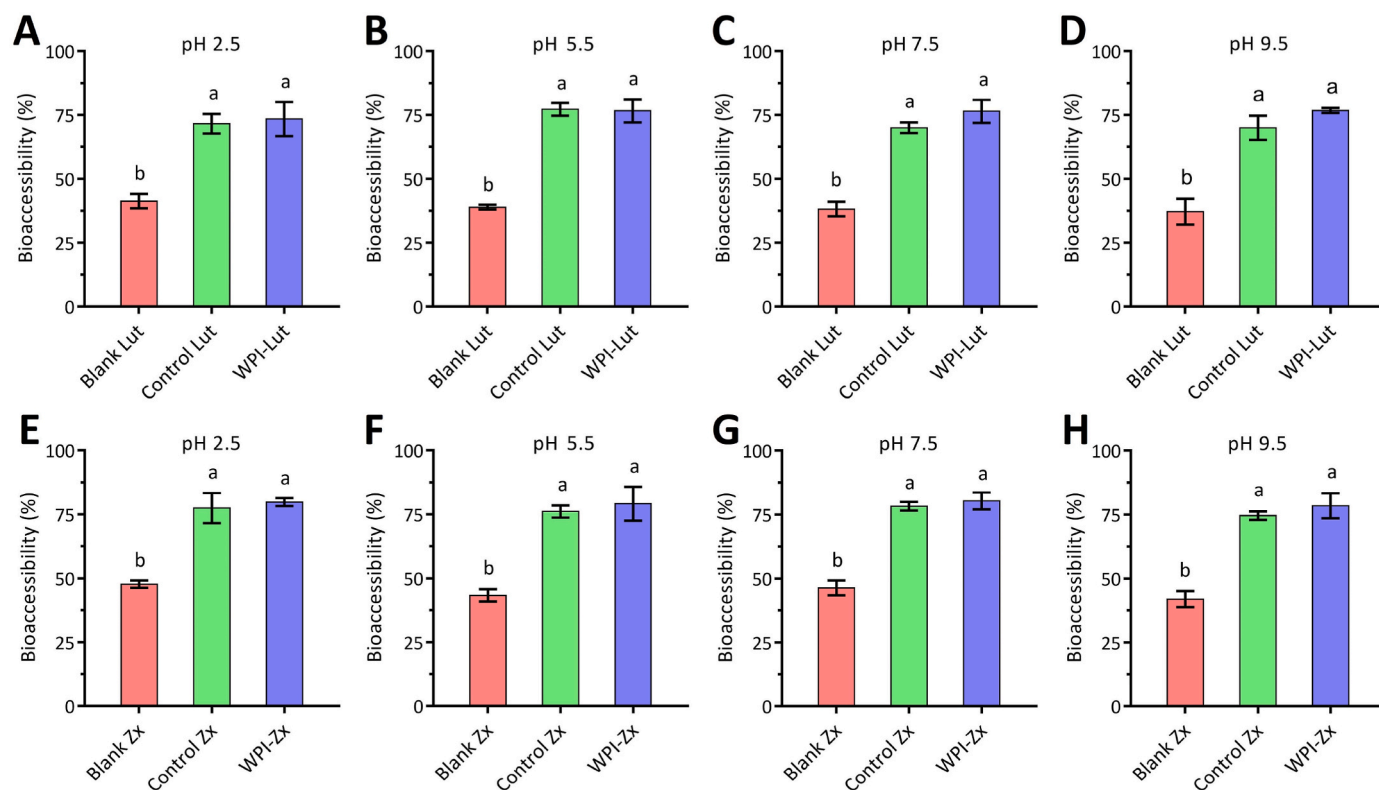 A
pH 2.5
Bioaccessibility (%)
100
75
50
25
0
b
a
a
Blank Lut
Control Lut
WPI-Lut
B
pH 5.5
Bioaccessibility (%)
100
75
50
25
0
b
a
a
Blank Lut
Control Lut
WPI-Lut
C
pH 7.5
Bioaccessibility (%)
100
75
50
25
0
b
a
a
Blank Lut
Control Lut
WPI-Lut
D
pH 9.5
Bioaccessibility (%)
100
75
50
25
0
b
a
a
Blank Lut
Control Lut
WPI-Lut
E
pH 2.5
Bioaccessibility (%)
100
75
50
25
0
b
a
a
Blank Zx
Control Zx
WPI-Zx
F
pH 5.5
Bioaccessibility (%)
100
75
50
25
0
b
a
a
Blank Zx
Control Zx
WPI-Zx
G
pH 7.5
Bioaccessibility (%)
100
75
50
25
0
b
a
a
Blank Zx
Control Zx
WPI-Zx
H
pH 9.5
Bioaccessibility (%)
100
75
50
25
0
b
a
a
Blank Zx
Control Zx
WPI-Zx